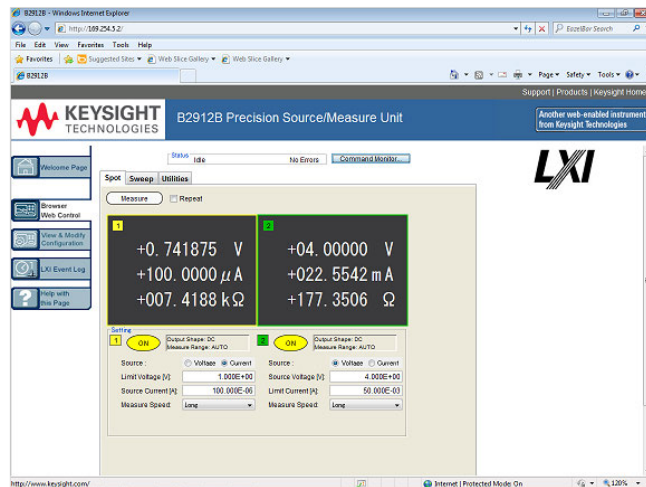 B2912B - Windows Internet Explorer
http://169.254.5.2/
File Edit View Favorites Tools Help
Favorites Suggested Sites Web Slice Gallery Web Slice Gallery
B2912B
Page Safety Tools
Support | Products | Keysight Home
KEYSIGHT
TECHNOLOGIES
B2912B Precision Source/Measure Unit
Another web-enabled instrument
from Keysight Technologies
Status
Idle
No Errors
Command Monitor...
LXI
Welcome Page
Browser
Web Control
View & Modify
Configuration
LXI Event Log
Help with
this Page
Spot Sweep Utilities
Measure
Repeat
1
+0.741875 V
+100.0000 μA
+007.4188 kΩ
2
+04.00000 V
+022.5542 mA
+177.3506 Ω
Setting
1
ON
Output Shape: DC
Measure Range: AUTO
Source : Voltage Current
Limit Voltage [V]: 1.000E+00
Source Current [A]: 100.000E-06
Measure Speed: Long
2
ON
Output Shape: DC
Measure Range: AUTO
Source : Voltage Current
Source Voltage [V]: 4.000E+00
Limit Current [A]: 50.000E-03
Measure Speed: Long
http://www.keysight.com/
Internet | Protected Mode: On
120%